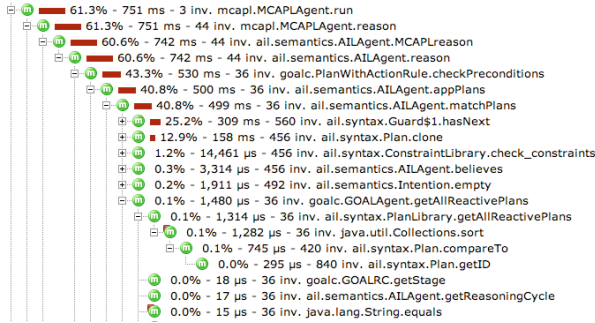 61.3% - 751 ms - 3 inv. mcapl.MCAPLAgent.run
61.3% - 751 ms - 44 inv. mcapl.MCAPLAgent.reason
60.6% - 742 ms - 44 inv. ail.semantics.AILAgent.MCAPLreason
60.6% - 742 ms - 44 inv. ail.semantics.AILAgent.reason
43.3% - 530 ms - 36 inv. goalc.PlanWithActionRule.checkPreconditions
40.8% - 500 ms - 36 inv. ail.semantics.AILAgent.appPlans
40.8% - 499 ms - 36 inv. ail.semantics.AILAgent.matchPlans
25.2% - 309 ms - 560 inv. ail.syntax.Guard$1.hasNext
12.9% - 158 ms - 456 inv. ail.syntax.Plan.clone
1.2% - 14,461 µs - 456 inv. ail.syntax.ConstraintLibrary.check_constraints
0.3% - 3,314 µs - 456 inv. ail.semantics.AILAgent.believes
0.2% - 1,911 µs - 492 inv. ail.semantics.Intention.empty
0.1% - 1,480 µs - 36 inv. goalc.GOALAgent.getAllReactivePlans
0.1% - 1,314 µs - 36 inv. ail.syntax.PlanLibrary.getAllReactivePlans
0.1% - 1,282 µs - 36 inv. java.util.Collections.sort
0.1% - 745 µs - 420 inv. ail.syntax.Plan.compareTo
0.0% - 295 µs - 840 inv. ail.syntax.Plan.getID
0.0% - 18 µs - 36 inv. goalc.GOALRC.getStage
0.0% - 17 µs - 36 inv. ail.semantics.AILAgent.getReasoningCycle
0.0% - 15 µs - 36 inv. java.lang.String.equals